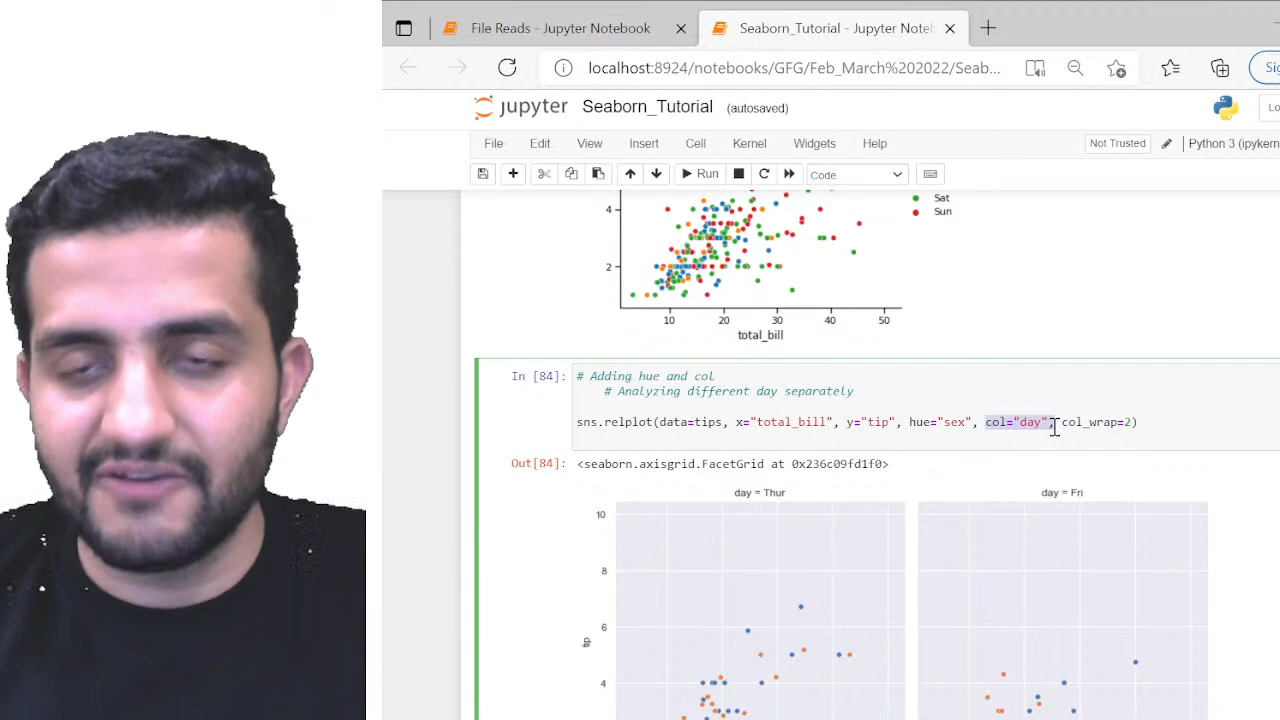 File Reads - Jupyter Notebook
Seaborn_Tutorial - Jupyter Note
localhost:8924/notebooks/GFG/Feb_March%202022/Seab...
jupyter Seaborn_Tutorial (autosaved)
File Edit View Insert Cell Kernel Widgets Help Not Trusted Python 3 (ipykern
Run Code
4
Sat
Sun
2
10 20 30 40 50
total_bill
In [84]: # Adding hue and col
# Analyzing different day separately
sns.relplot(data=tips, x="total_bill", y="tip", hue="sex", col="day", col_wrap=2)
Out[84]: <seaborn.axisgrid.FacetGrid at 0x236c09fd1f0>
day = Thur day = Fri
10
8
6
tip
4